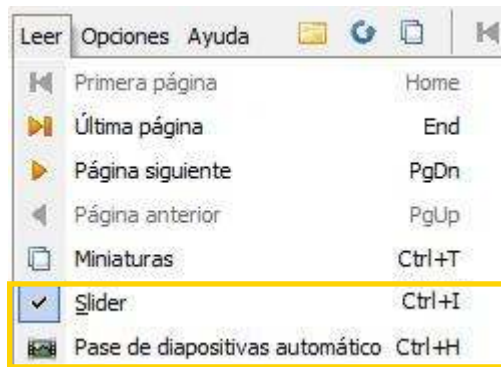 Leer Opciones Ayuda
Primera página Home
Última página End
Página siguiente PgDn
Página anterior PgUp
Miniaturas Ctrl+T
Slider Ctrl+I
Pase de diapositivas automático Ctrl+H